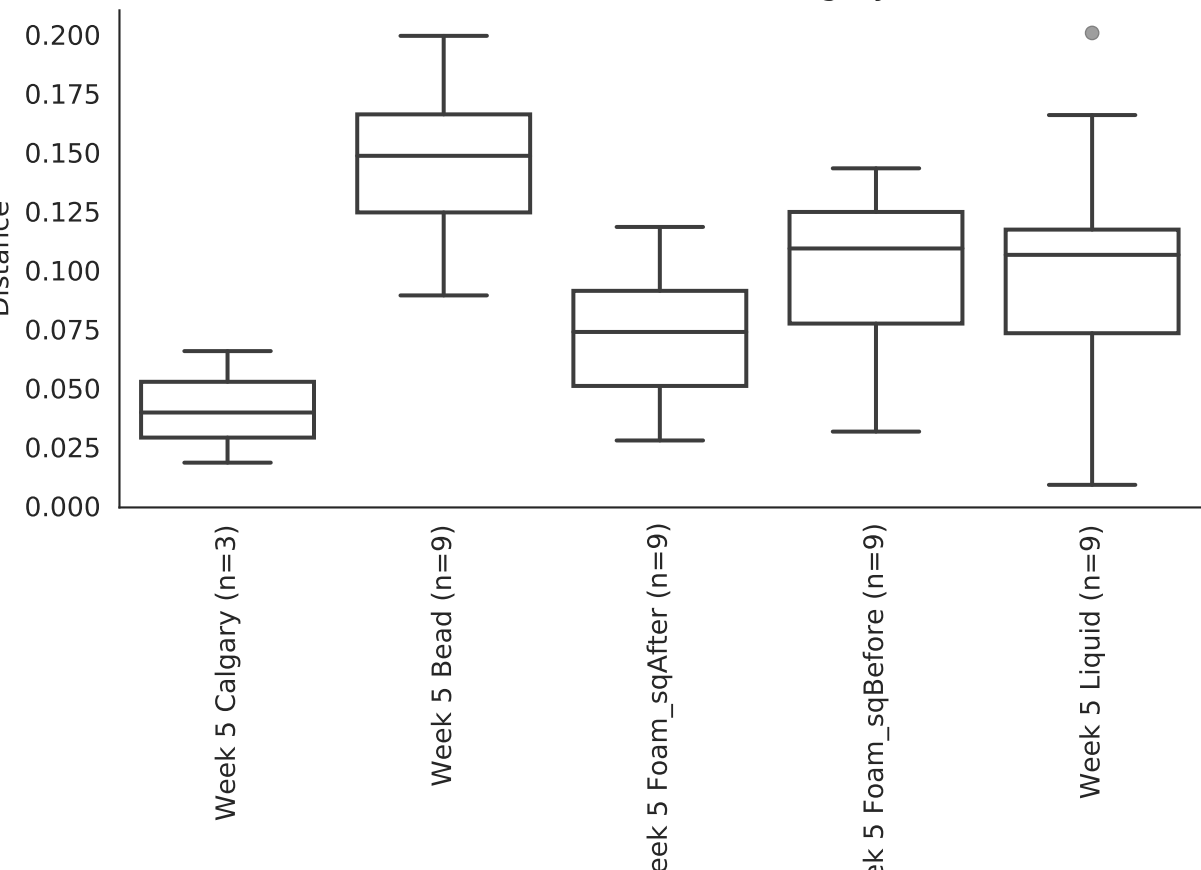 0.200
0.175
0.150
0.125
0.100
0.075
0.050
0.025
0.000
Distance
Week 5 Calgary (n=3)
Week 5 Bead (n=9)
eek 5 Foam_sqAfter (n=9)
ek 5 Foam_sqBefore (n=9)
Week 5 Liquid (n=9)